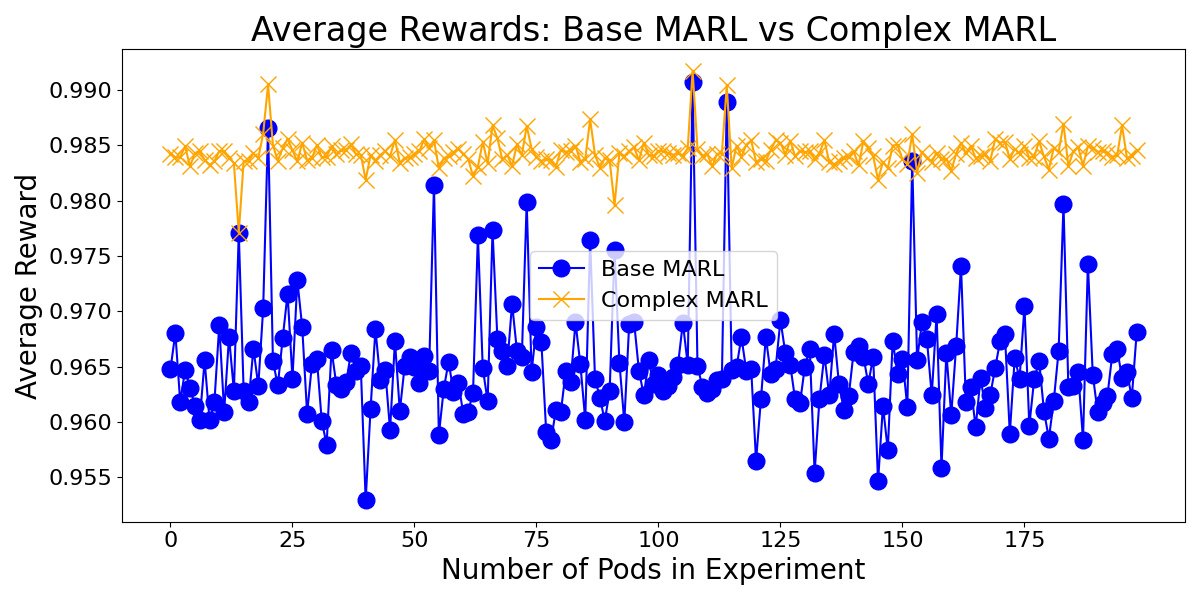 Average Rewards: Base MARL vs Complex MARL
Average Reward
0.990
0.985
0.980
0.975
0.970
0.965
0.960
0.955
Base MARL
Complex MARL
0 25 50 75 100 125 150 175
Number of Pods in Experiment